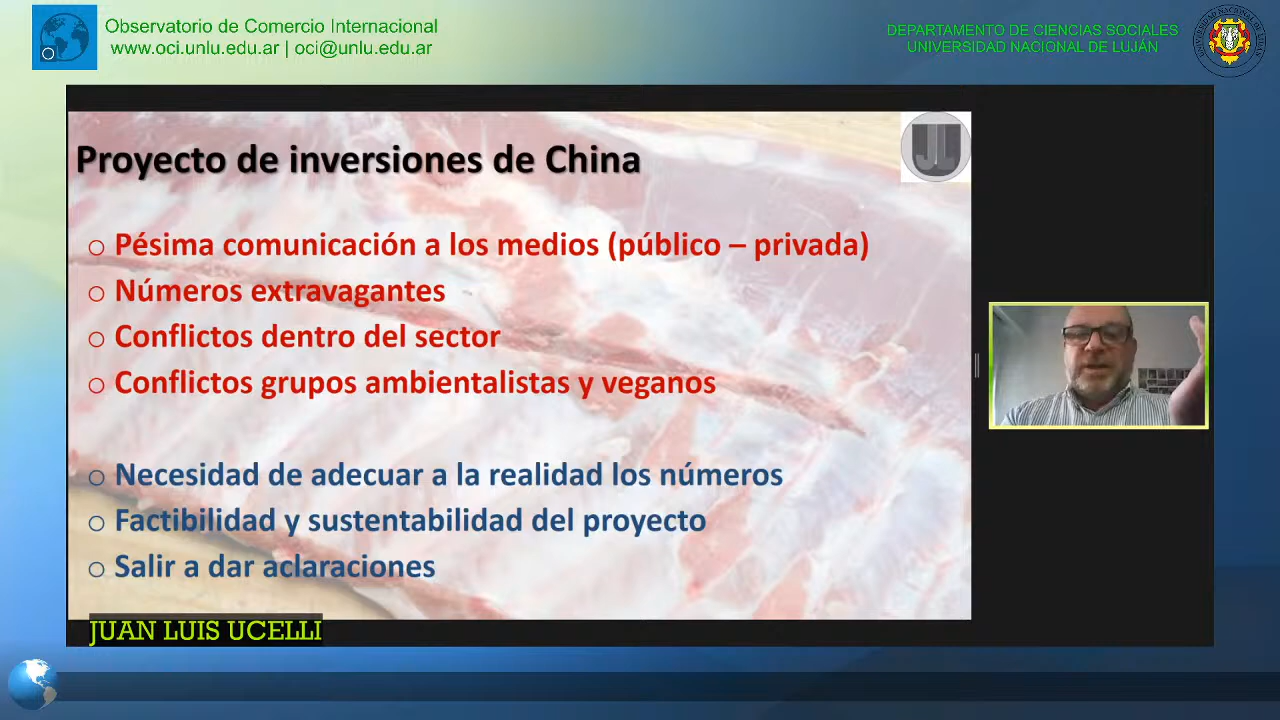 Observatorio de Comercio Internacional
www.oci.unlu.edu.ar | oci@unlu.edu.ar
DEPARTAMENTO DE CIENCIAS SOCIALES
UNIVERSIDAD NACIONAL DE LUJÁN
Proyecto de inversiones de China
Pésima comunicación a los medios (público – privada)
Números extravagantes
Conflictos dentro del sector
Conflictos grupos ambientalistas y veganos
Necesidad de adecuar a la realidad los números
Factibilidad y sustentabilidad del proyecto
Salir a dar aclaraciones
JUAN LUIS UCELLI